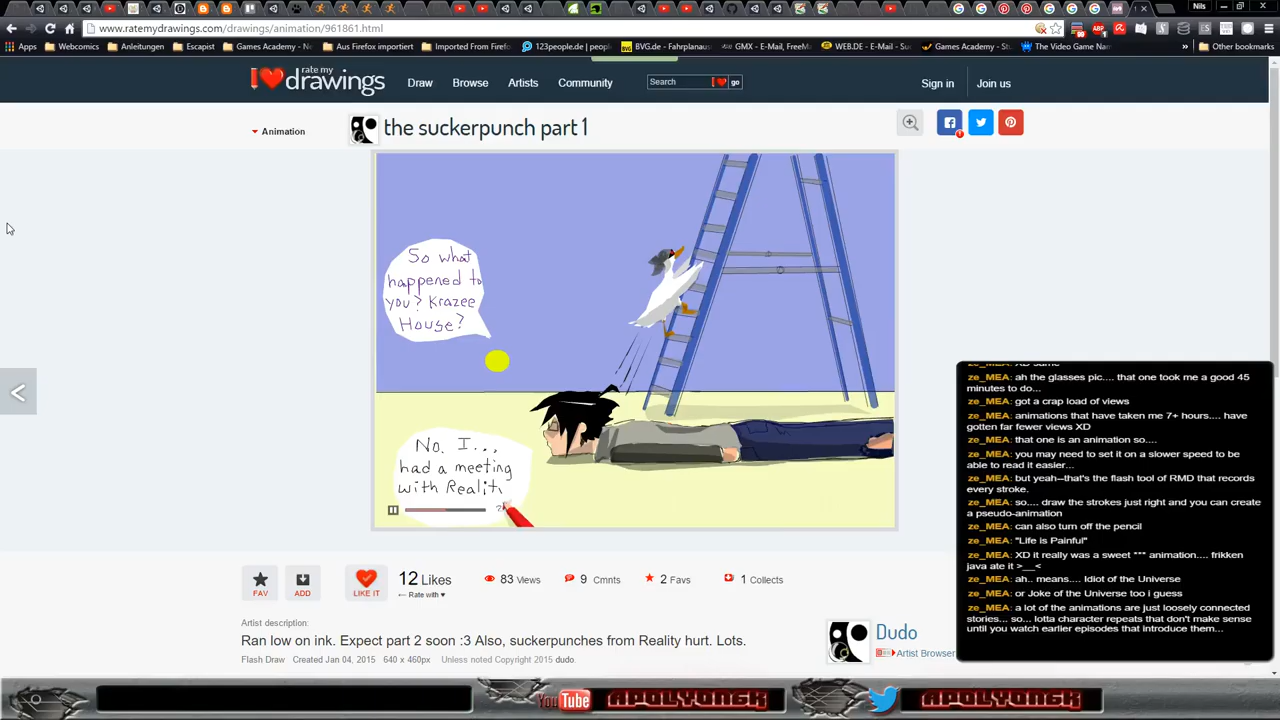 Nils
www.ratemydrawings.com/drawings/animation/961861.html
Apps
Webcomics
Anleitungen
Escapist
Games Academy - No
Aus Firefox importiert
Imported From Firefo
123people.de | peopl
BVG.de - Fahrplanaus
GMX - E-Mail, FreeMa
WEB.DE - E-Mail - Su
Games Academy - Stu
The Video Game Nam
Other bookmarks
rate my
drawings
Draw
Browse
Artists
Community
Search
go
Sign in
Join us
Animation
the suckerpunch part 1
So what
happened to
you? Krazee
House?
No. I...
had a meeting
with Realit
ze_MEA: ah the glasses pic.... that one took me a good 45
minutes to do...
ze_MEA: got a crap load of views
ze_MEA: animations that have taken me 7+ hours.... have
gotten far fewer views XD
ze_MEA: that one is an animation so....
ze_MEA: you may need to set it on a slower speed to be
able to read it easier...
ze_MEA: but yeah--that's the flash tool of RMD that records
every stroke.
ze_MEA: so.... draw the strokes just right and you can create
a pseudo-animation
ze_MEA: can also turn off the pencil
ze_MEA: "Life is Painful"
ze_MEA: XD it really was a sweet *** animation.... frikken
java ate it >__<
ze_MEA: ah.. means.... Idiot of the Universe
ze_MEA: or Joke of the Universe too i guess
ze_MEA: a lot of the animations are just loosely connected
stories... so... lotta character repeats that don't make sense
until you watch earlier episodes that introduce them...
FAV
ADD
LIKE IT
12 Likes
← Rate with ♥
83 Views
9 Cmnts
2 Favs
1 Collects
Artist description:
Ran low on ink. Expect part 2 soon :3 Also, suckerpunches from Reality hurt. Lots.
Flash Draw Created Jan 04, 2015 640 x 460px Unless noted Copyright 2015 dudo.
Dudo
Artist Browser
YouTube
APOLYONGK
APOLYONGK